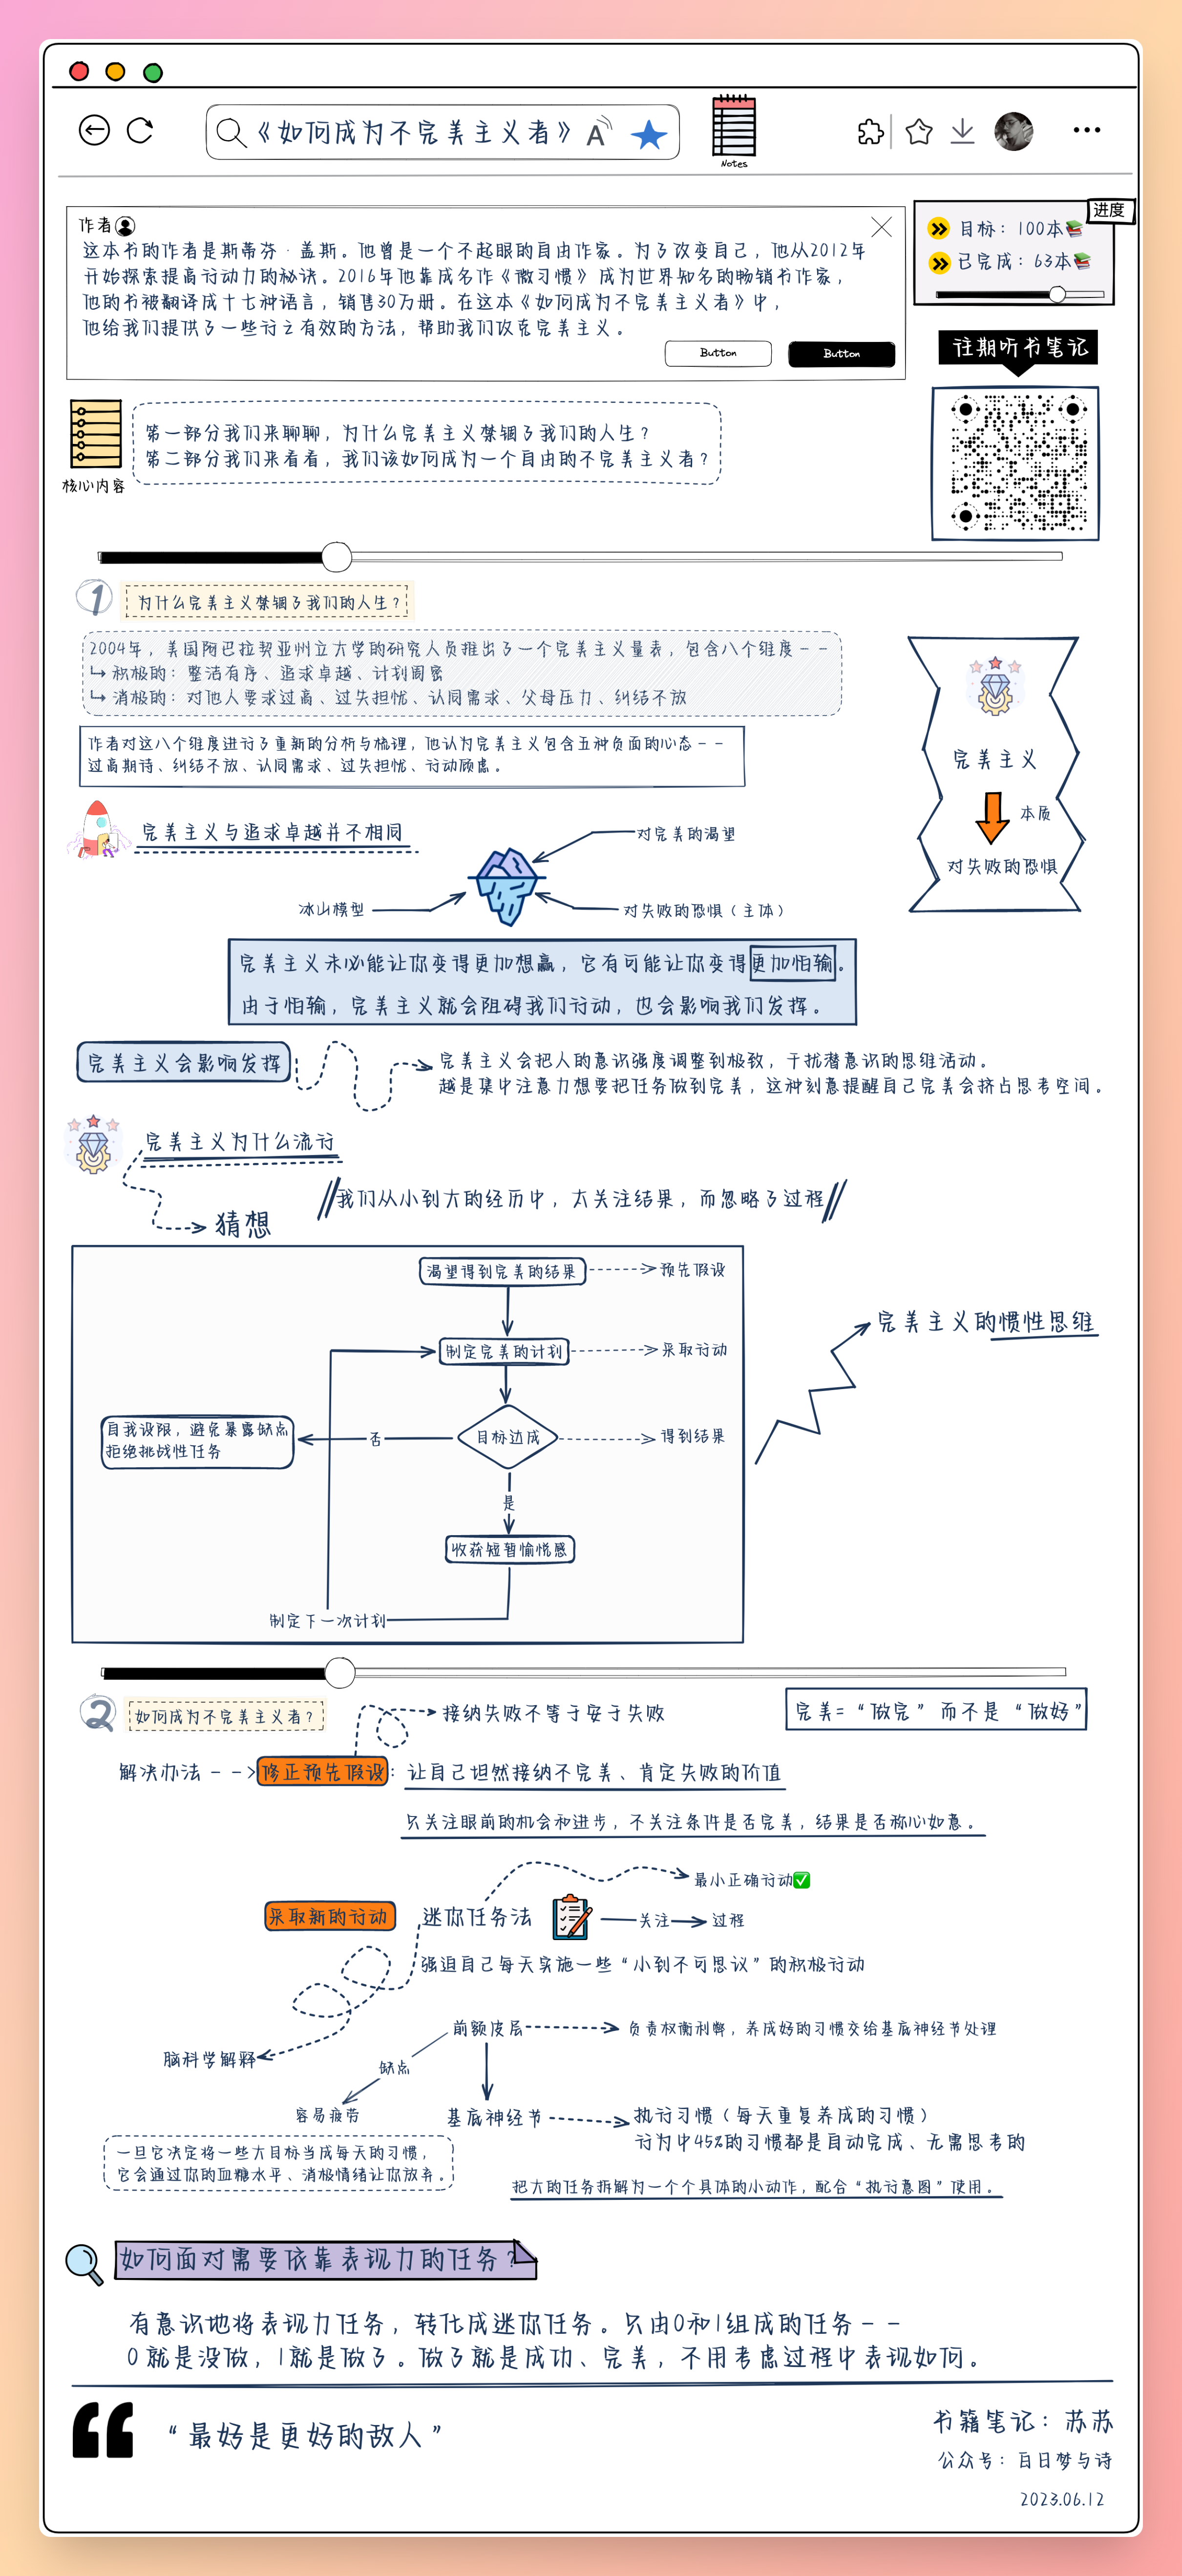 《如何成为不完美主义者》
A
Notes
进度
目标：100本
已完成：63本
作者
这本书的作者是斯蒂芬·盖斯。他曾是一个不起眼的自由作家。为了改变自己，他从2012年
开始探索提高行动力的秘诀。2016年他靠成名作《微习惯》成为世界知名的畅销书作家，
他的书被翻译成十七种语言，销售30万册。在这本《如何成为不完美主义者》中，
他给我们提供了一些行之有效的方法，帮助我们攻克完美主义。
Button
Button
往期听书笔记
核心内容
第一部分我们来聊聊，为什么完美主义禁锢了我们的人生？
第二部分我们来看看，我们该如何成为一个自由的不完美主义者？
1
为什么完美主义禁锢了我们的人生？
2004年，美国阿巴拉契亚州立大学的研究人员推出了一个完美主义量表，包含八个维度--
↪积极的：整洁有序、追求卓越、计划周密
↪消极的：对他人要求过高、过失担忧、认同需求、父母压力、纠结不放
作者对这八个维度进行了重新的分析与梳理，他认为完美主义包含五种负面的心态--
过高期待、纠结不放、认同需求、过失担忧、行动顾虑。
完美主义
本质
对失败的恐惧
完美主义与追求卓越并不相同
对完美的渴望
冰山模型
对失败的恐惧（主体）
完美主义未必能让你变得更加想赢，它有可能让你变得更加怕输。
由于怕输，完美主义就会阻碍我们行动，也会影响我们发挥。
完美主义会影响发挥
完美主义会把人的意识强度调整到极致，干扰潜意识的思维活动。
越是集中注意力想要把任务做到完美，这种刻意提醒自己完美会挤占思考空间。
完美主义为什么流行
猜想
我们从小到大的经历中，太关注结果，而忽略了过程
渴望得到完美的结果
预先假设
制定完美的计划
采取行动
目标达成
得到结果
否
自我设限，避免暴露缺点
拒绝挑战性任务
是
收获短暂愉悦感
制定下一次计划
完美主义的惯性思维
2
如何成为不完美主义者？
接纳失败不等于安于失败
完美=“做完”而不是“做好”
解决办法-->修正预先假设：让自己坦然接纳不完美、肯定失败的价值
只关注眼前的机会和进步，不关注条件是否完美，结果是否称心如意。
最小正确行动✅
采取新的行动
迷你任务法
关注
过程
强迫自己每天实施一些“小到不可思议”的积极行动
脑科学解释
前额皮层
负责权衡利弊，养成好的习惯交给基底神经节处理
缺点
容易疲劳
基底神经节
执行习惯（每天重复养成的习惯）
行为中45%的习惯都是自动完成、无需思考的
一旦它决定将一些大目标当成每天的习惯，
它会通过你的血糖水平、消极情绪让你放弃。
把大的任务拆解为一个个具体的小动作，配合“执行意图”使用。
如何面对需要依靠表现力的任务？
有意识地将表现力任务，转化成迷你任务。只由0和1组成的任务--
0就是没做，1就是做了。做了就是成功、完美，不用考虑过程中表现如何。
“最好是更好的敌人”
书籍笔记：苏苏
公众号：百日梦与诗
2023.06.12